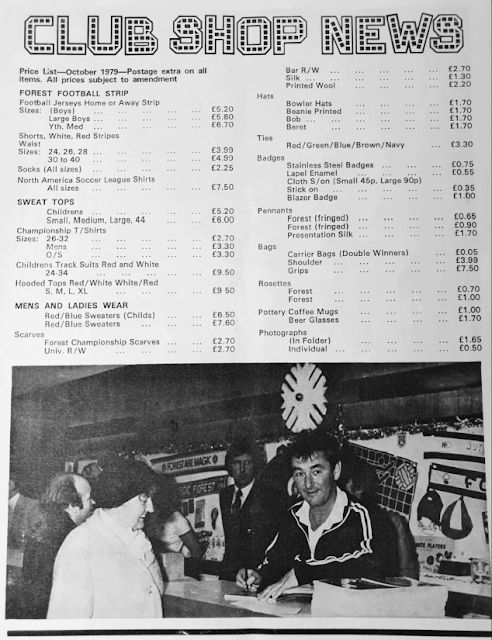 CLUB SHOP NEWS
Price List—October 1979—Postage extra on all
items. All prices subject to amendment
FOREST FOOTBALL STRIP
Football Jerseys Home or Away Strip
Sizes: (Boys) ... ... ... ... £5.20
Large Boys ... ... ... ... £5.80
Yth. Med ... ... ... ... £6.70
Shorts, White, Red Stripes
Waist
Sizes: 24, 26, 28 ... ... ... ... £3.99
30 to 40 ... ... ... ... £4.99
Socks (All sizes) ... ... ... ... £2.25
North America Soccer League Shirts
All sizes ... ... ... ... £7.50
SWEAT TOPS
Childrens ... ... ... ... £5.20
Small, Medium, Large, 44 ... ... £6.00
Championship T/Shirts
Sizes: 26-32 ... ... ... ... £2.70
Mens ... ... ... ... £3.30
O/S ... ... ... ... £3.30
Childrens Track Suits Red and White
24-34 ... ... ... £9.50
Hooded Tops Red/White White/Red
S, M, L, XL ... ... ... £9 50
MENS AND LADIES WEAR
Red/Blue Sweaters (Childs) ... ... £6.50
Red/Blue Sweaters ... ... ... £7.60
Scarves
Forest Championship Scarves ... ... £2.70
Univ. R/W ... ... ... ... £2.70
Bar R/W ... ... ... ... ... £2.70
Silk ... ... ... ... ... £1.30
Printed Wool ... ... ... ... £2.20
Hats
Bowler Hats ... ... ... ... £1.70
Beanie Printed ... ... ... ... £1.70
Bob ... ... ... ... ... £1.70
Beret ... ... ... ... ... £1.70
Ties
Red/Green/Blue/Brown/Navy ... £3.30
Badges
Stainless Steel Badges ... ... ... £0.75
Lapel Enamel ... ... ... ... £0.55
Cloth S/on (Small 45p, Large 90p)
Stick on ... ... ... ... £0.35
Blazor Badge ... ... ... ... £1.00
Pennants
Forest (fringed) ... ... ... ... £0.65
Forest (fringed) ... ... ... ... £0.90
Presentation Silk ... ... ... ... £1.70
Bags
Carrier Bags (Double Winners) ... £0.05
Shoulder ... ... ... ... £3.99
Grips ... ... ... ... £7.50
Rosettes
Forest ... ... ... ... £0.70
Forest ... ... ... ... £1.00
Pottery Coffee Mugs ... ... ... £1.00
Beer Glasses ... ... ... ... £1.70
Photographs
(In Folder) ... ... ... ... £1.65
Individual ... ... ... ... £0.50
FOREST ARE MAGIC
FOREST
PLAYERS